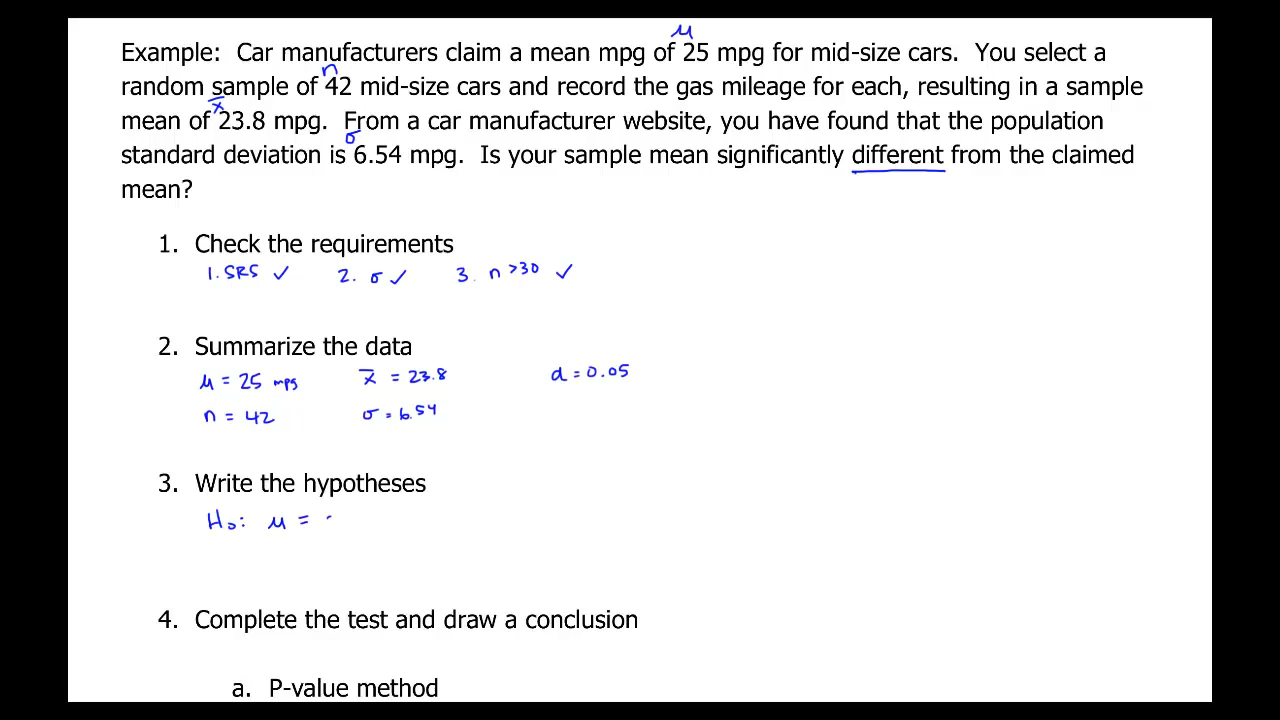 μ
Example: Car manufacturers claim a mean mpg of 25 mpg for mid-size cars. You select a
n
random sample of 42 mid-size cars and record the gas mileage for each, resulting in a sample
x̅
mean of 23.8 mpg. From a car manufacturer website, you have found that the population
σ
standard deviation is 6.54 mpg. Is your sample mean significantly different from the claimed
mean?
1. Check the requirements
1. SRS ✓ 2. σ ✓ 3. n >30 ✓
2. Summarize the data
μ = 25 mpg x̅ = 23.8 α = 0.05
n = 42 σ = 6.54
3. Write the hypotheses
H₀: μ =
4. Complete the test and draw a conclusion
a. P-value method